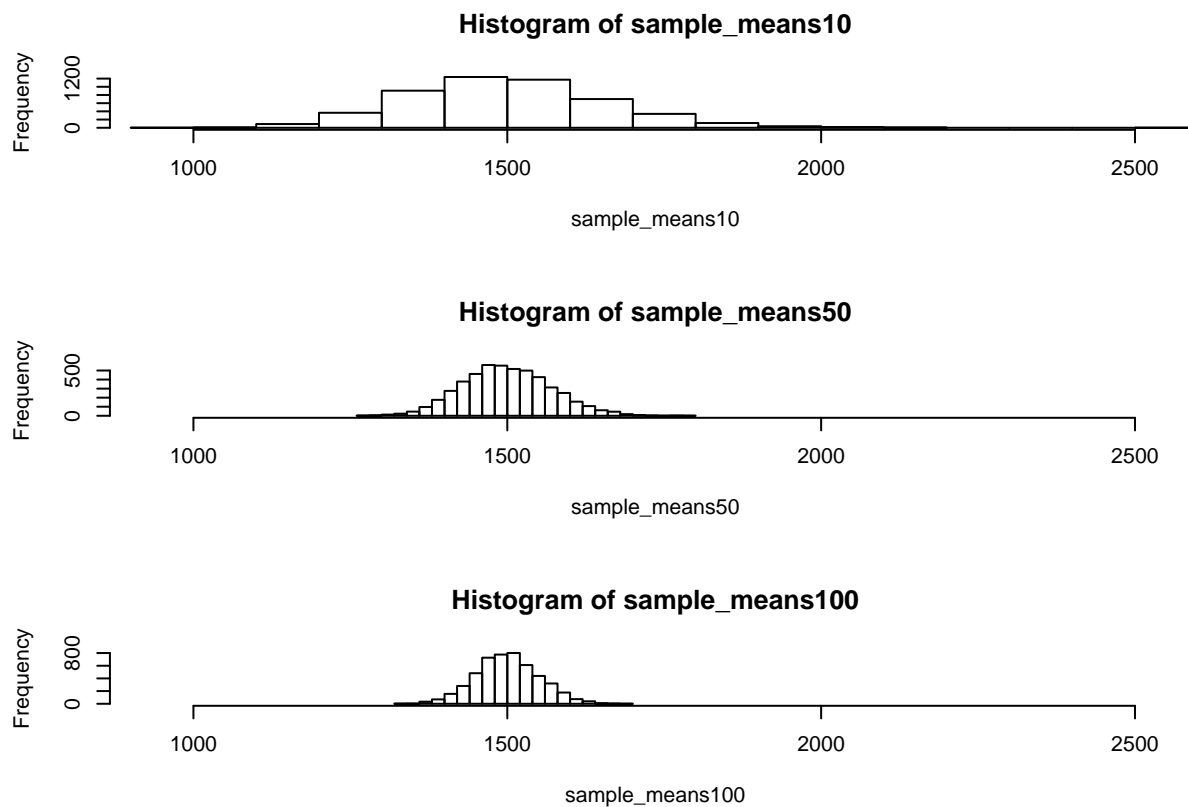 Histogram of sample_means10
Frequency
0 1200
1000 1500 2000 2500
sample_means10
Histogram of sample_means50
Frequency
0 500
1000 1500 2000 2500
sample_means50
Histogram of sample_means100
Frequency
0 800
1000 1500 2000 2500
sample_means100